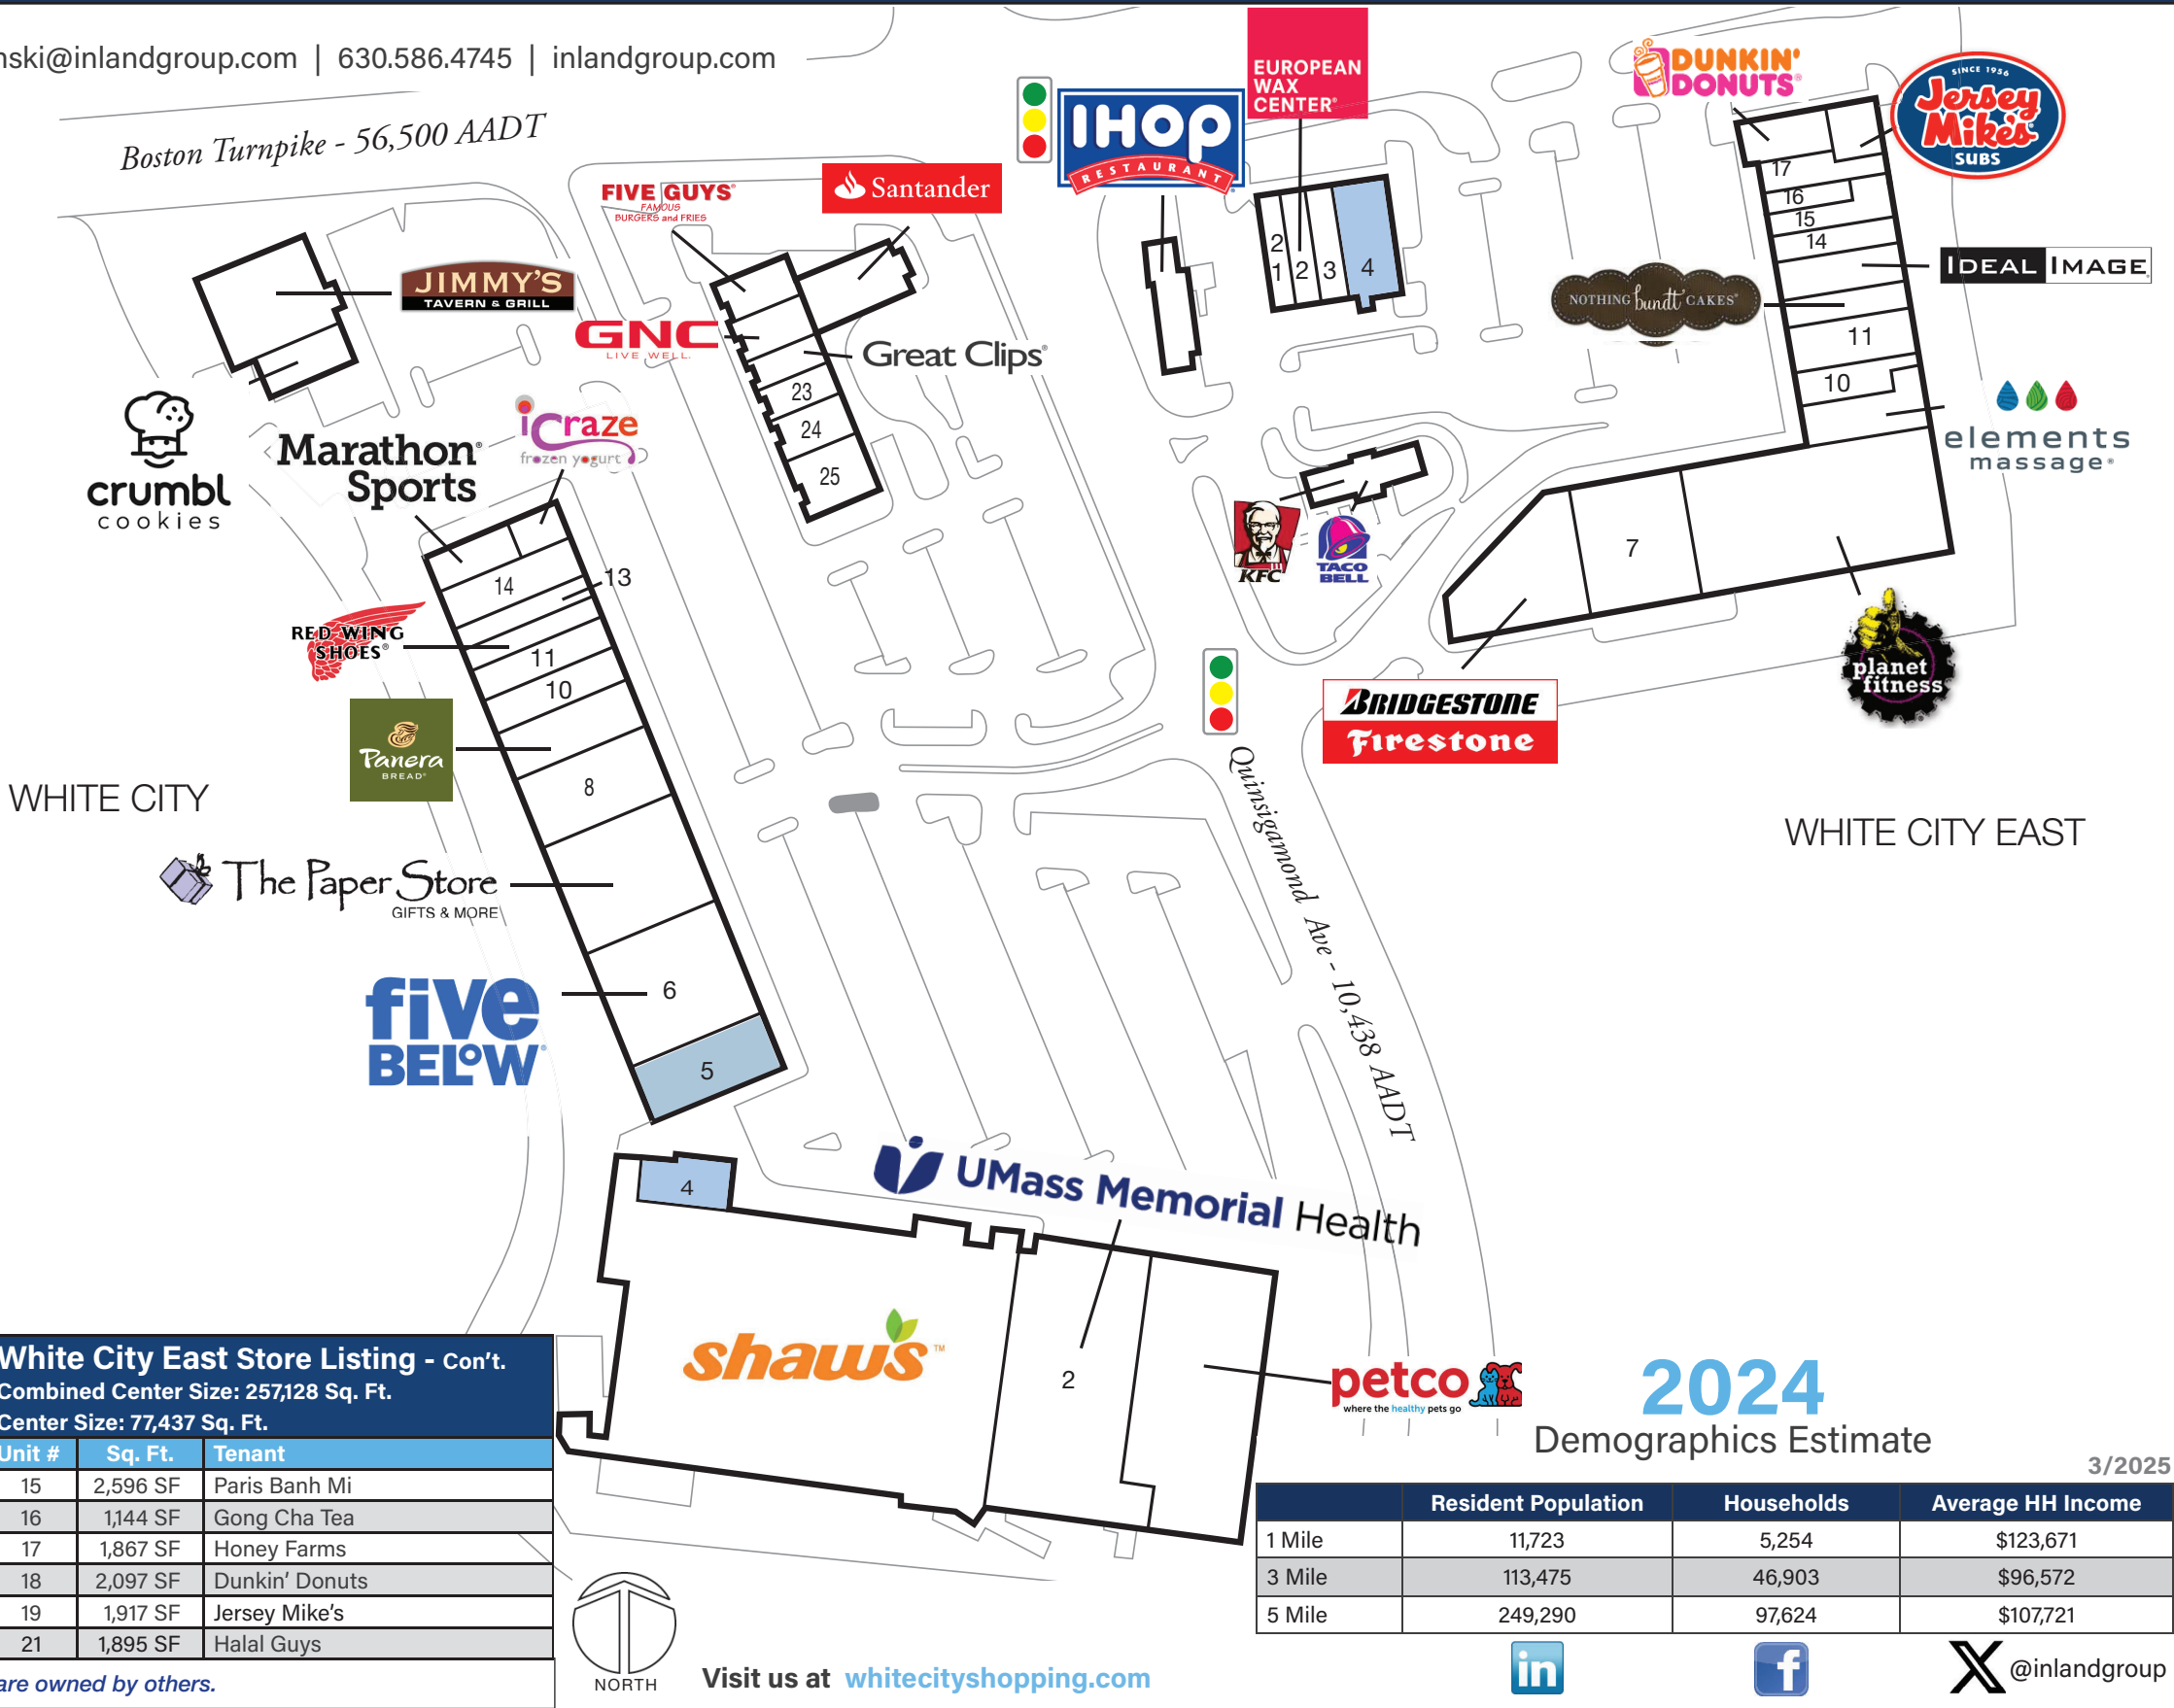 nski@inlandgroup.com | 630.586.4745 | inlandgroup.com
Boston Turnpike - 56,500 AADT
FIVE GUYS®
FAMOUS
BURGERS and FRIES
Santander
IHOP
RESTAURANT
EUROPEAN
WAX
CENTER®
DUNKIN'
DONUTS®
SINCE 1956
Jersey
Mike's
SUBS
JIMMY'S
TAVERN & GRILL
GNC
LIVE WELL.
Great Clips®
23
24
25
2
1
2
3
4
17
16
15
14
IDEAL IMAGE
NOTHING bundt CAKES®
11
10
elements
massage®
crumbl
cookies
Marathon®
Sports
iCraze
frozen yogurt
14
13
RED WING
SHOES®
11
10
Panera
BREAD®
8
KFC
TACO
BELL
7
BRIDGESTONE
Firestone
planet
fitness
WHITE CITY
WHITE CITY EAST
The Paper Store
GIFTS & MORE
five
BELOW
6
5
Quinsigamond Ave - 10,438 AADT
4
UMass Memorial Health
shaw's™
2
petco
where the healthy pets go
White City East Store Listing - Con't.
Combined Center Size: 257,128 Sq. Ft.
Center Size: 77,437 Sq. Ft.
Unit # Sq. Ft. Tenant
15 2,596 SF Paris Banh Mi
16 1,144 SF Gong Cha Tea
17 1,867 SF Honey Farms
18 2,097 SF Dunkin' Donuts
19 1,917 SF Jersey Mike's
21 1,895 SF Halal Guys
are owned by others.
NORTH
Visit us at whitecityshopping.com
2024
Demographics Estimate
3/2025
Resident Population Households Average HH Income
1 Mile 11,723 5,254 $123,671
3 Mile 113,475 46,903 $96,572
5 Mile 249,290 97,624 $107,721
in
f
X @inlandgroup